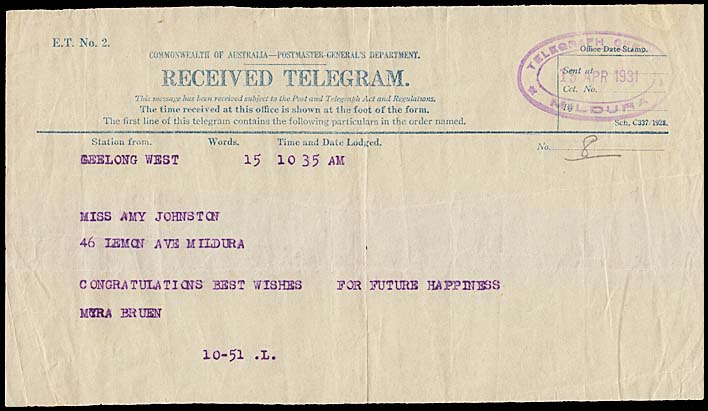 E.T. No. 2.
COMMONWEALTH OF AUSTRALIA—POSTMASTER-GENERAL'S DEPARTMENT.
RECEIVED TELEGRAM.
This message has been received subject to the Post and Telegraph Act and Regulations.
The time received at this office is shown at the foot of the form.
The first line of this telegram contains the following particulars in the order named.
Office Date Stamp.
TELEGRAPH
Sent at
Ct. No.
APR 1931
MILDURA
Sch. C337/1928.
Station from. Words. Time and Date Lodged. No. 8
GEELONG WEST 15 10 35 AM
MISS AMY JOHNSTON
46 LEMON AVE MILDURA
CONGRATULATIONS BEST WISHES FOR FUTURE HAPPINESS
MYRA BRUEN
10-51 .L.